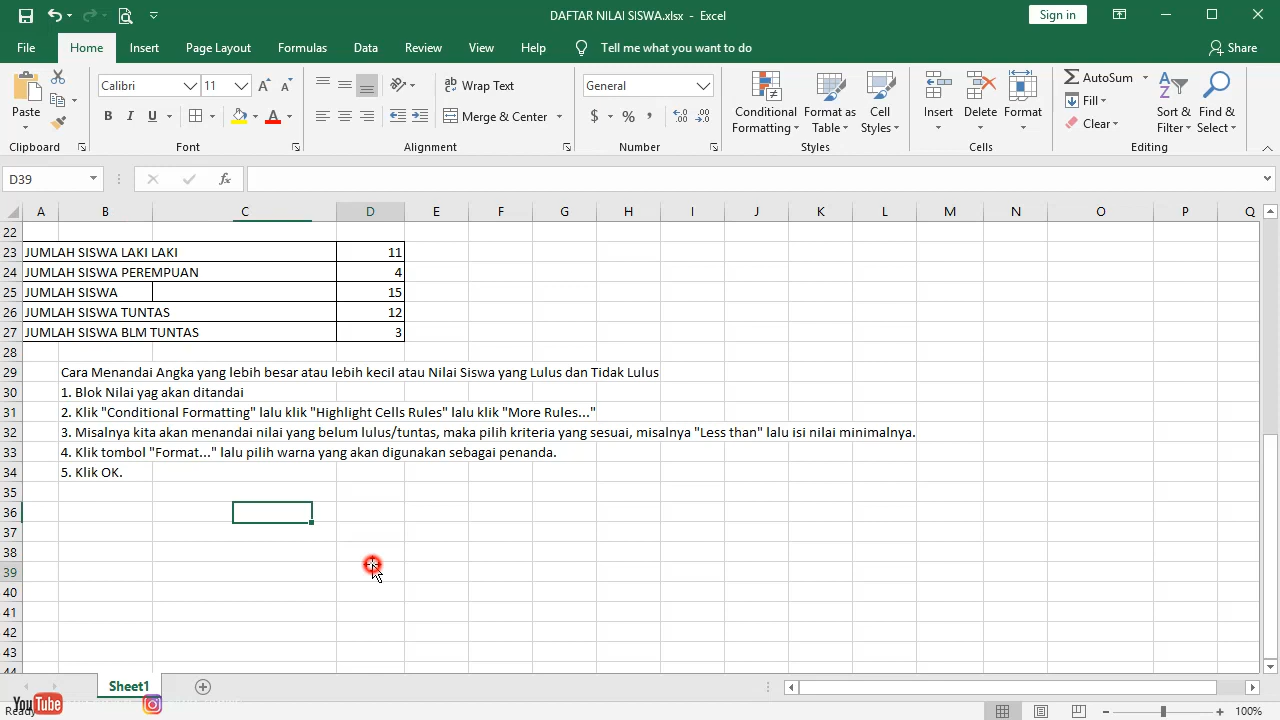 DAFTAR NILAI SISWA.xlsx - Excel
Sign in
File Home Insert Page Layout Formulas Data Review View Help Tell me what you want to do Share
Paste
Clipboard
Calibri 11
B I U A
Font
Wrap Text
Merge & Center
Alignment
General
$ % ,
Number
Conditional Formatting
Format as Table
Cell Styles
Styles
Insert
Delete
Format
Cells
AutoSum
Fill
Clear
Sort & Filter
Find & Select
Editing
D39
fx
A B C D E F G H I J K L M N O P Q
22
23 JUMLAH SISWA LAKI LAKI 11
24 JUMLAH SISWA PEREMPUAN 4
25 JUMLAH SISWA 15
26 JUMLAH SISWA TUNTAS 12
27 JUMLAH SISWA BLM TUNTAS 3
28
29 Cara Menandai Angka yang lebih besar atau lebih kecil atau Nilai Siswa yang Lulus dan Tidak Lulus
30 1. Blok Nilai yag akan ditandai
31 2. Klik "Conditional Formatting" lalu klik "Highlight Cells Rules" lalu klik "More Rules..."
32 3. Misalnya kita akan menandai nilai yang belum lulus/tuntas, maka pilih kriteria yang sesuai, misalnya "Less than" lalu isi nilai minimalnya.
33 4. Klik tombol "Format..." lalu pilih warna yang akan digunakan sebagai penanda.
34 5. Klik OK.
35
36
37
38
39
40
41
42
43
44
Sheet1
YouTube
100%